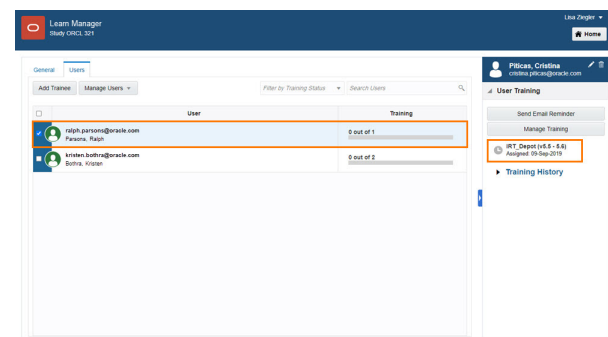 Learn Manager
Study ORCL 321
Lisa Ziegler
Home
General Users
Add Trainee Manage Users Filter by Training Status Search Users
User Training
ralph.parsons@oracle.com 0 out of 1
Parsons, Ralph
kristen.bothra@oracle.com 0 out of 2
Bothra, Kristen
Piticas, Cristina
cristina.piticas@oracle.com
User Training
Send Email Reminder
Manage Training
IRT_Depot (v5.5 - 5.6)
Assigned: 09-Sep-2019
Training History